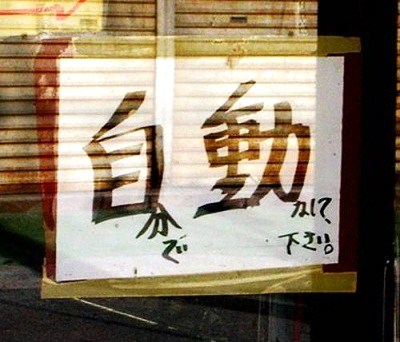 自分で
動かして
下さい。